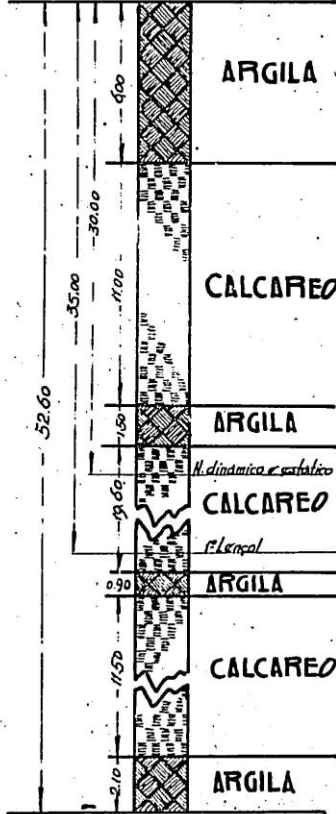 ARGILA
6.00
30.00
CALCAREO
35.00
11.00
52.60
ARGILA
1.50
N. dinamico e estatico
19.60
CALCAREO
Lençol
0.90
ARGILA
CALCAREO
11.50
ARGILA
2.10